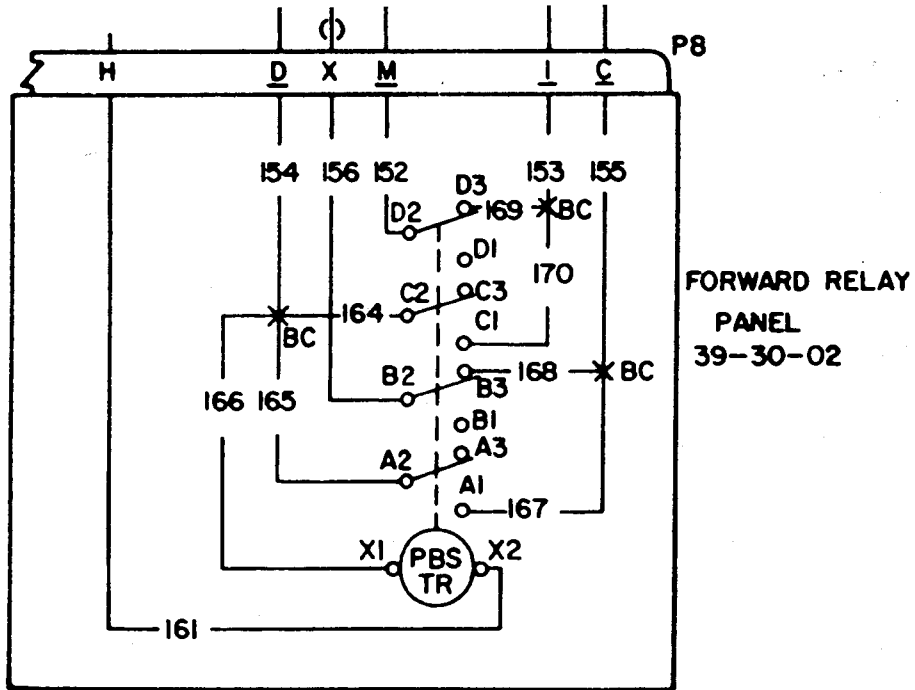 P8
H D X M I C
154 156 152 153 155
D3
D2 169 BC
D1
170
FORWARD RELAY
C2 C3
164
PANEL
BC C1
39-30-02
B2 168 BC
B3
166 165
B1
A3
A2
A1
167
X1 X2
PBS
TR
161